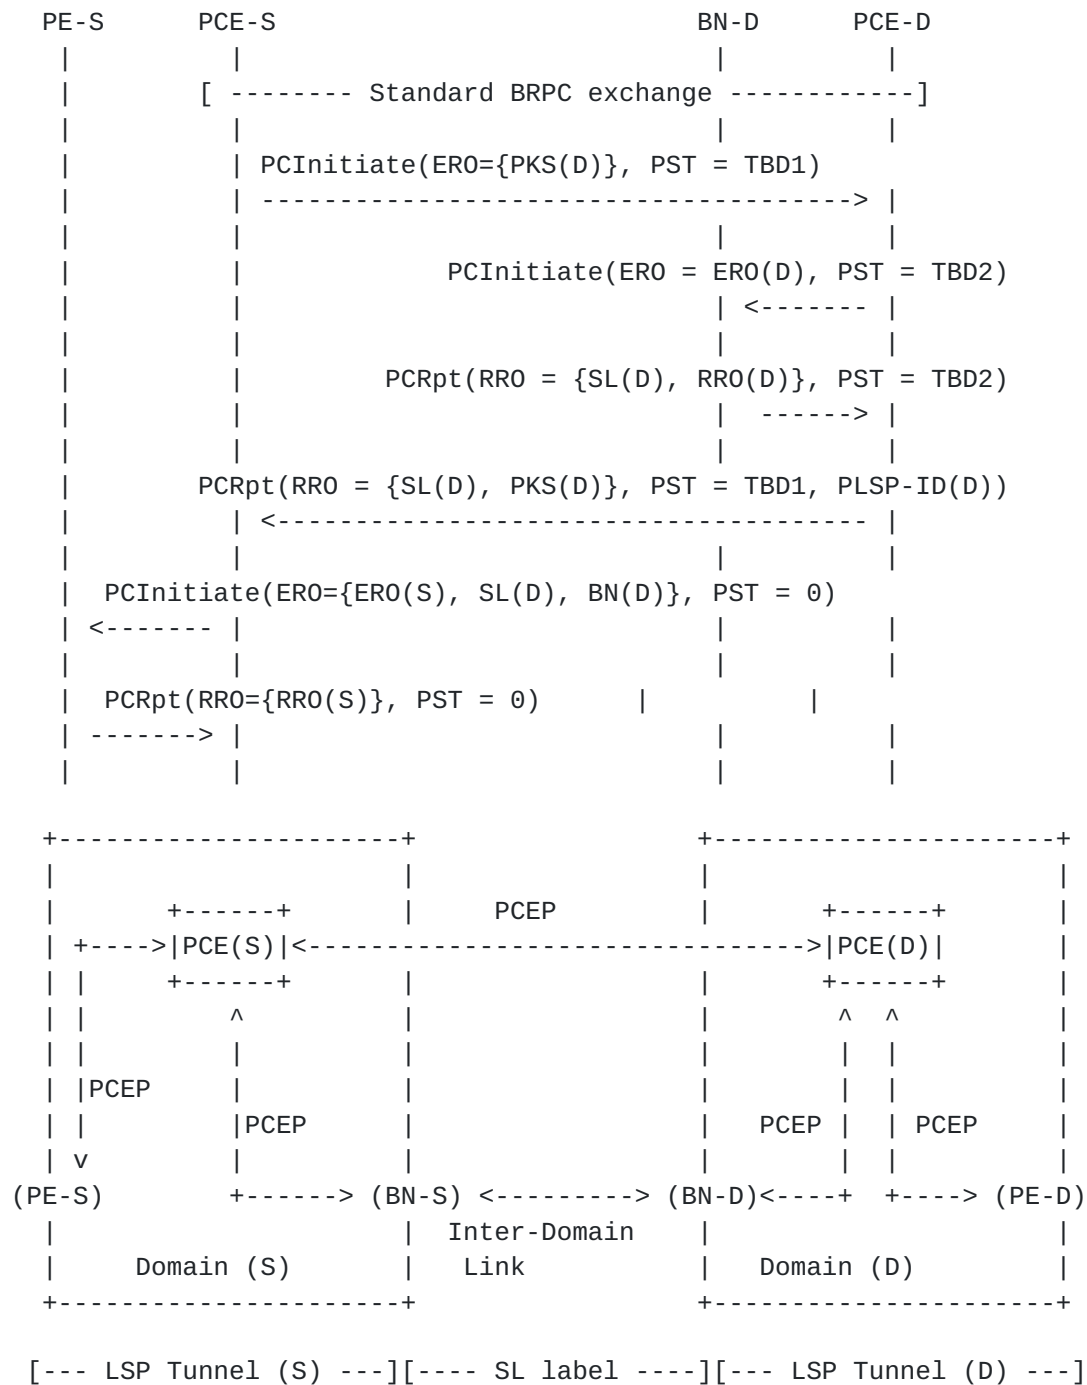 PE-S PCE-S BN-D PCE-D
[ -------- Standard BRPC exchange ------------]
PCInitiate(ERO={PKS(D)}, PST = TBD1)
PCInitiate(ERO = ERO(D), PST = TBD2)
PCRpt(RRO = {SL(D), RRO(D)}, PST = TBD2)
PCRpt(RRO = {SL(D), PKS(D)}, PST = TBD1, PLSP-ID(D))
PCInitiate(ERO={ERO(S), SL(D), BN(D)}, PST = 0)
PCRpt(RRO={RRO(S)}, PST = 0)
PCEP
PCE(S) PCE(D)
PCEP
PCEP PCEP PCEP
(PE-S) (BN-S) (BN-D) (PE-D)
Inter-Domain
Domain (S) Link Domain (D)
[--- LSP Tunnel (S) ---][---- SL label ----][--- LSP Tunnel (D) ---]